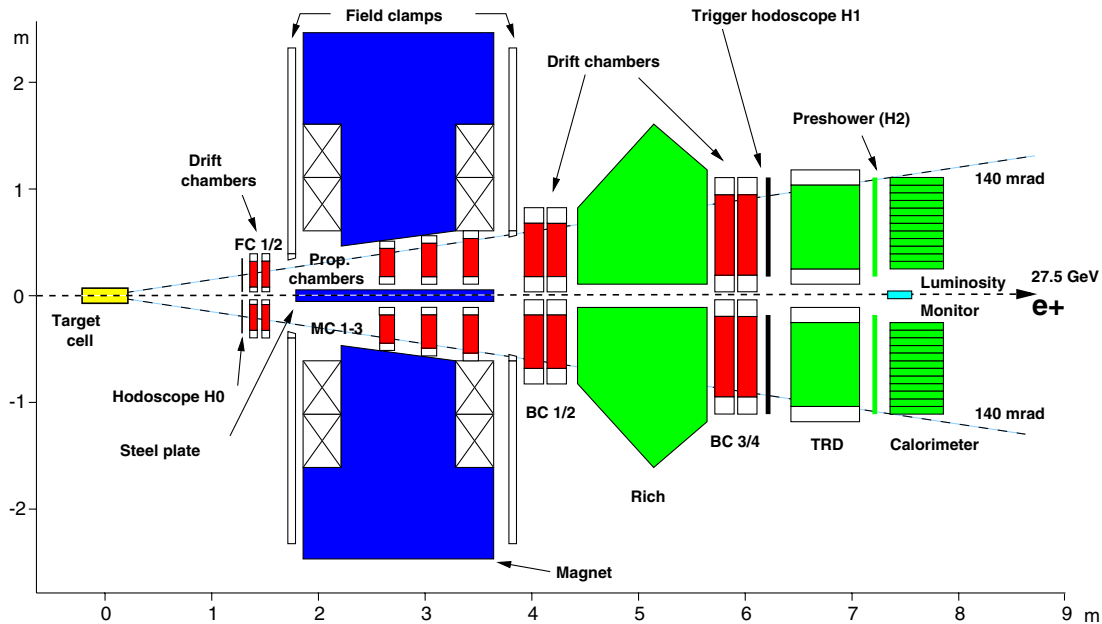 Field clamps
Trigger hodoscope H1
m
Drift chambers
2
Preshower (H2)
Drift
chambers
1
140 mrad
FC 1/2
Prop.
chambers
27.5 GeV
Luminosity
0
e+
Monitor
Target
cell
MC 1-3
Hodoscope H0
-1
BC 1/2
140 mrad
BC 3/4
TRD
Calorimeter
Steel plate
Rich
-2
Magnet
0 1 2 3 4 5 6 7 8 9 m